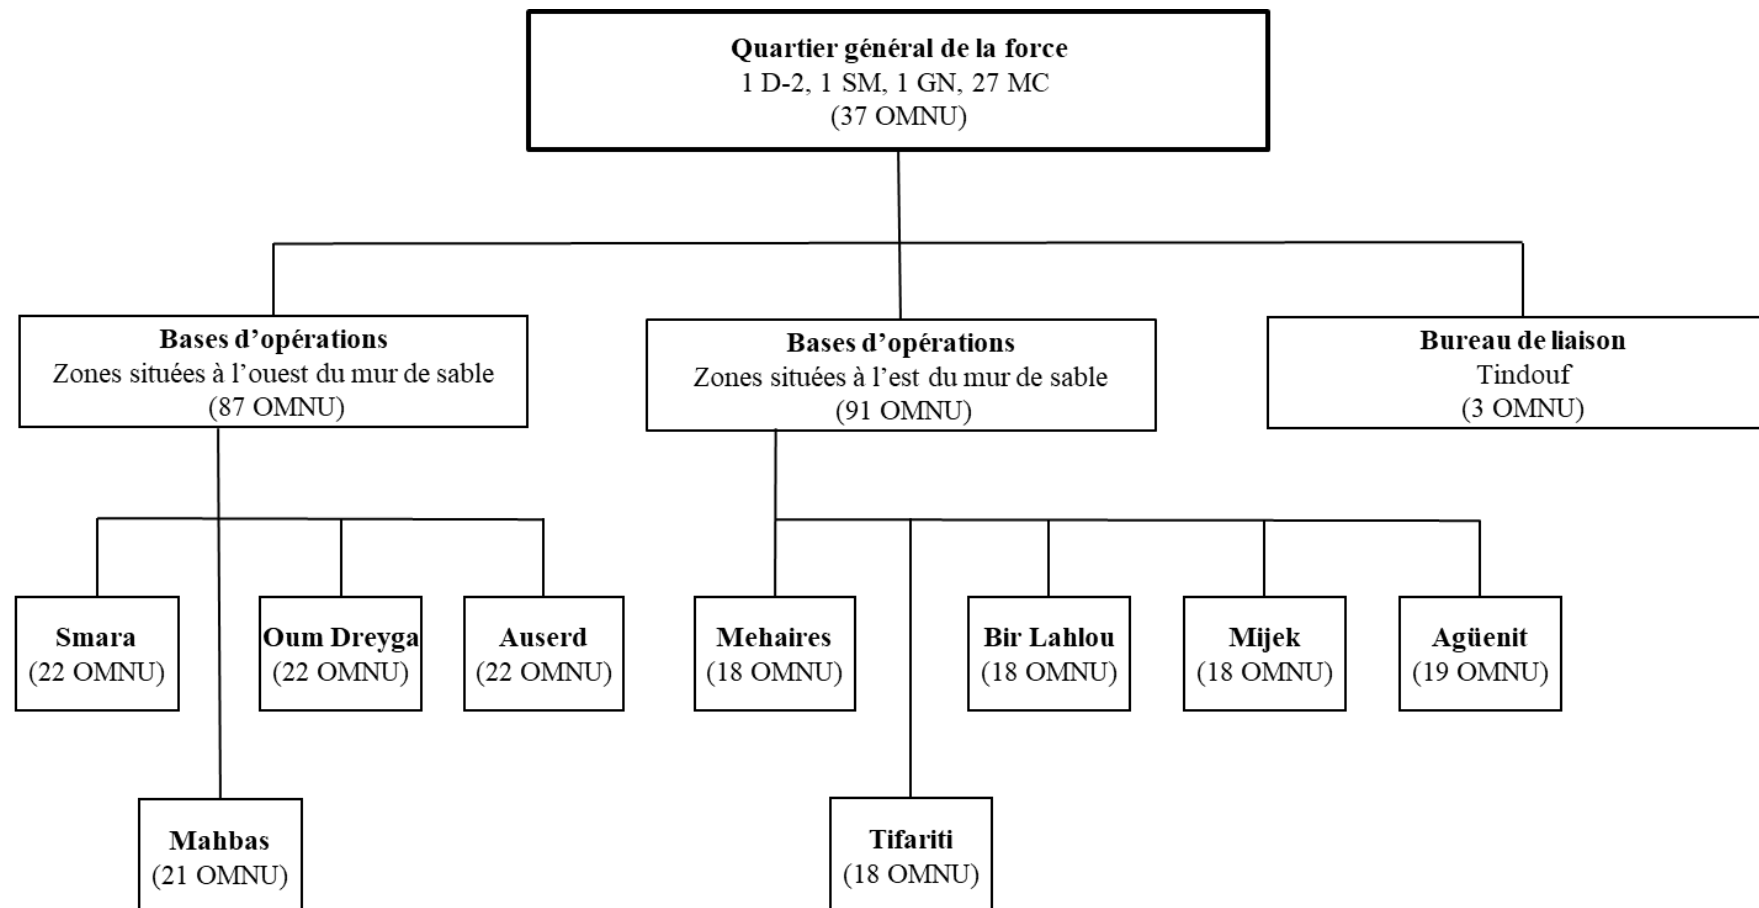 Quartier général de la force
1 D-2, 1 SM, 1 GN, 27 MC
(37 OMNU)
Bases d’opérations
Zones situées à l’ouest du mur de sable
(87 OMNU)
Bases d’opérations
Zones situées à l’est du mur de sable
(91 OMNU)
Bureau de liaison
Tindouf
(3 OMNU)
Smara
(22 OMNU)
Oum Dreyga
(22 OMNU)
Auserd
(22 OMNU)
Mehaires
(18 OMNU)
Bir Lahlou
(18 OMNU)
Mijek
(18 OMNU)
Agüenit
(19 OMNU)
Mahbas
(21 OMNU)
Tifariti
(18 OMNU)